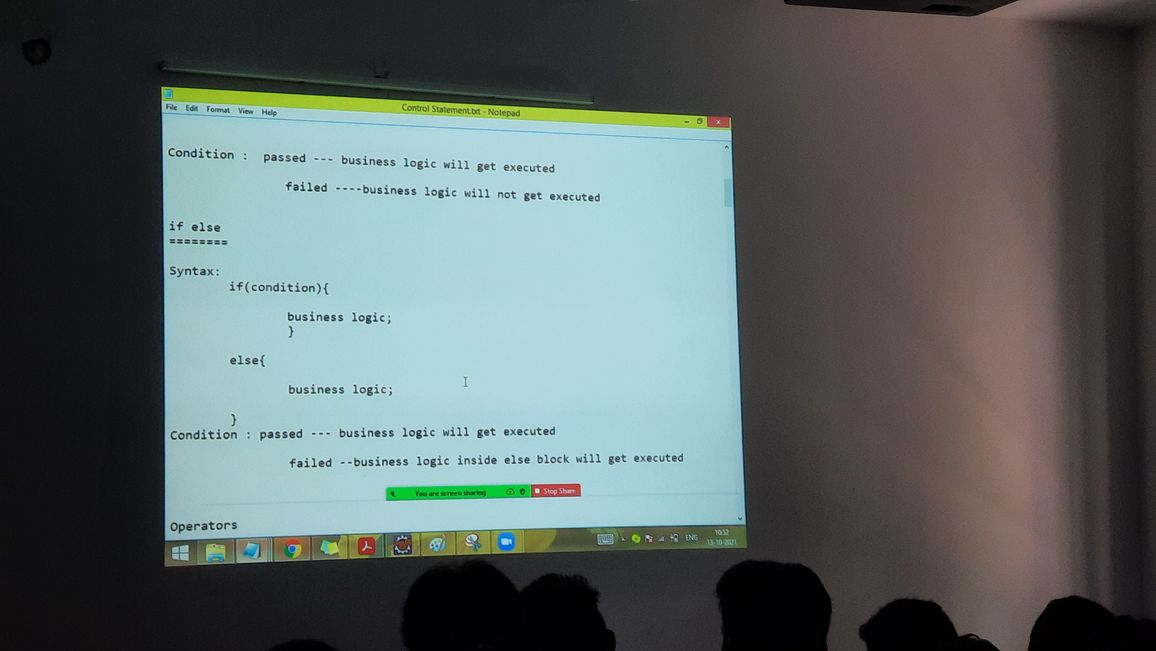 Control Statement.txt - Notepad
File Edit Format View Help
Condition : passed --- business logic will get executed
failed ----business logic will not get executed
if else
========
Syntax:
if(condition){
business logic;
}
else{
business logic;
}
Condition : passed --- business logic will get executed
failed --business logic inside else block will get executed
You are screen sharing Stop Share
Operators
ENG
10:52
13-10-2021